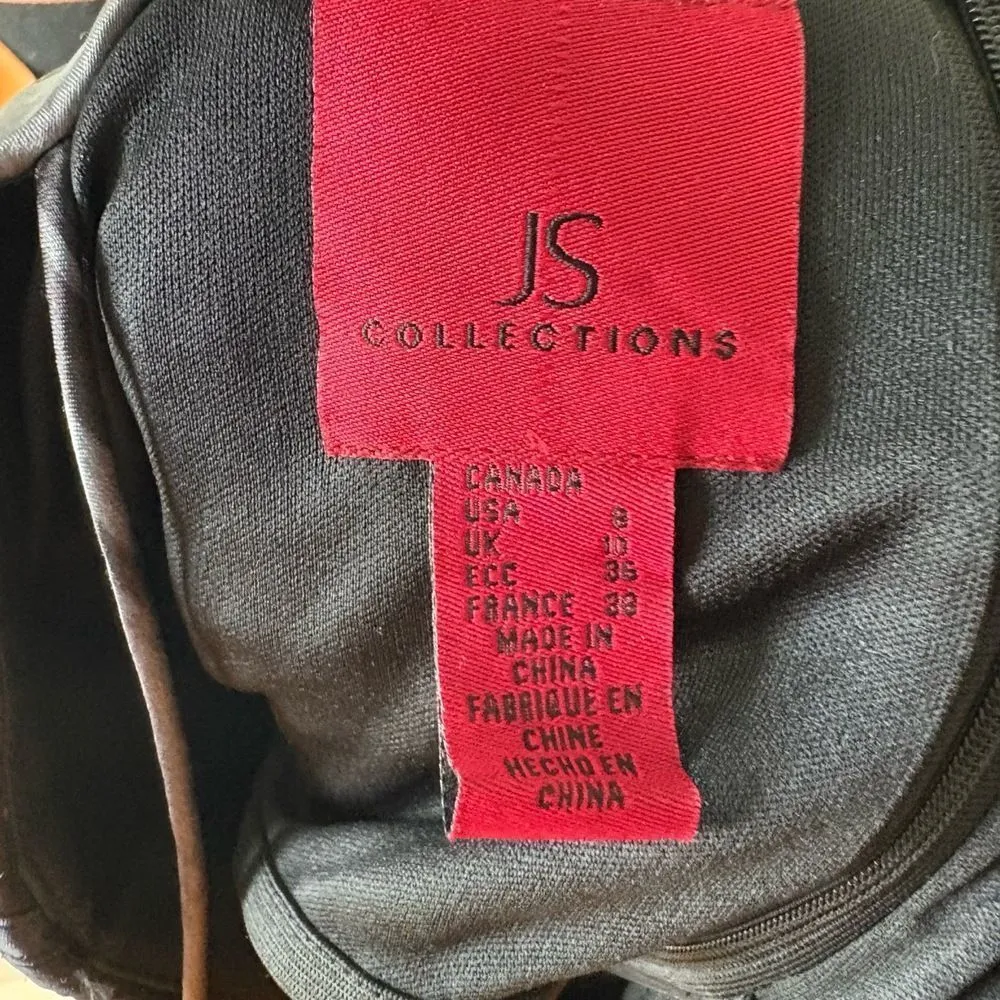 JS
COLLECTIONS
CANADA
USA 8
UK 10
ECC 36
FRANCE 38
MADE IN
CHINA
FABRIQUE EN
CHINE
HECHO EN
CHINA